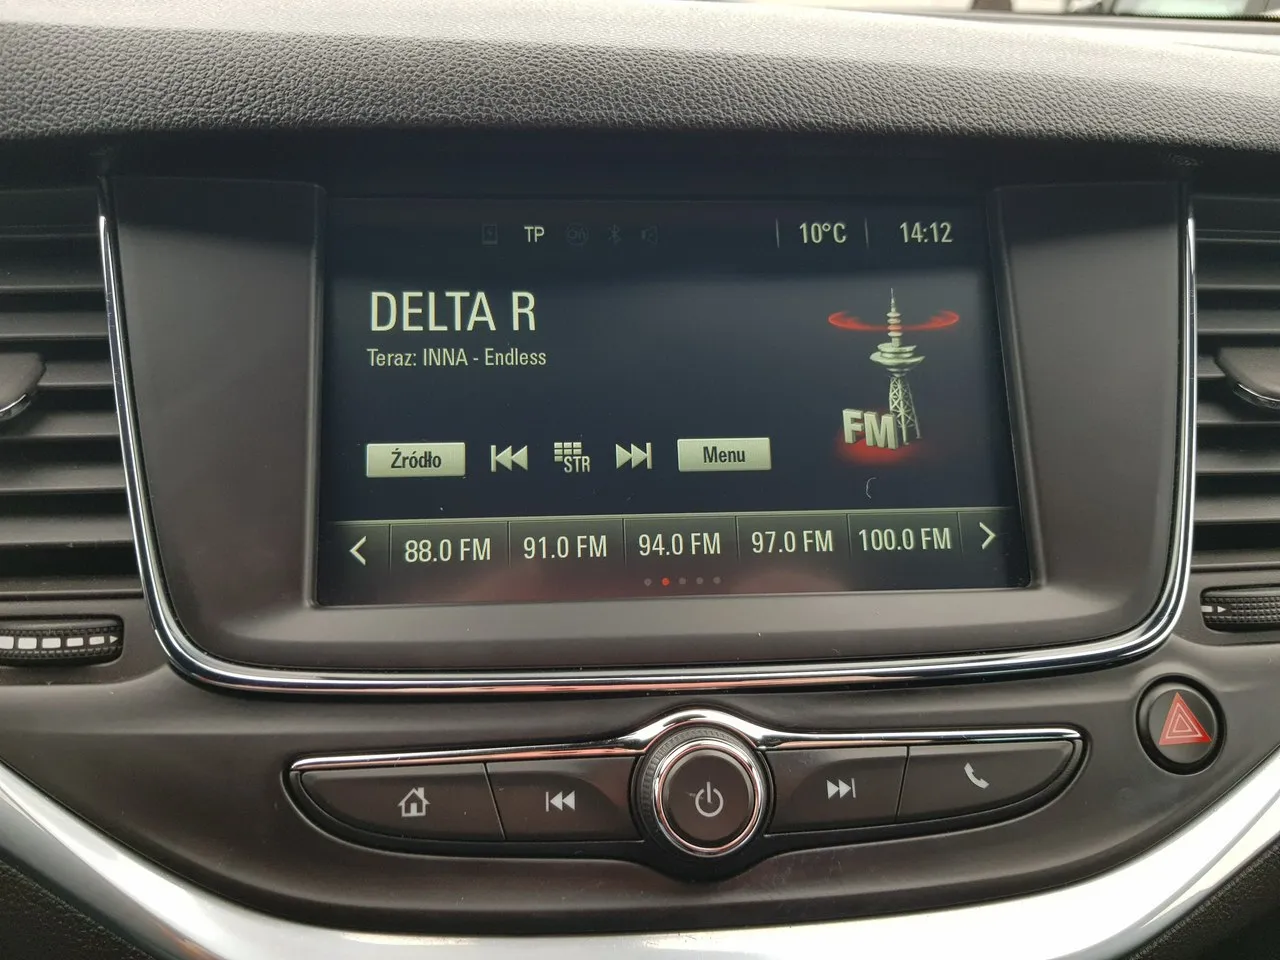 TP 10°C 14:12
DELTA R
Teraz: INNA - Endless
FM
Źródło STR Menu
88.0 FM 91.0 FM 94.0 FM 97.0 FM 100.0 FM